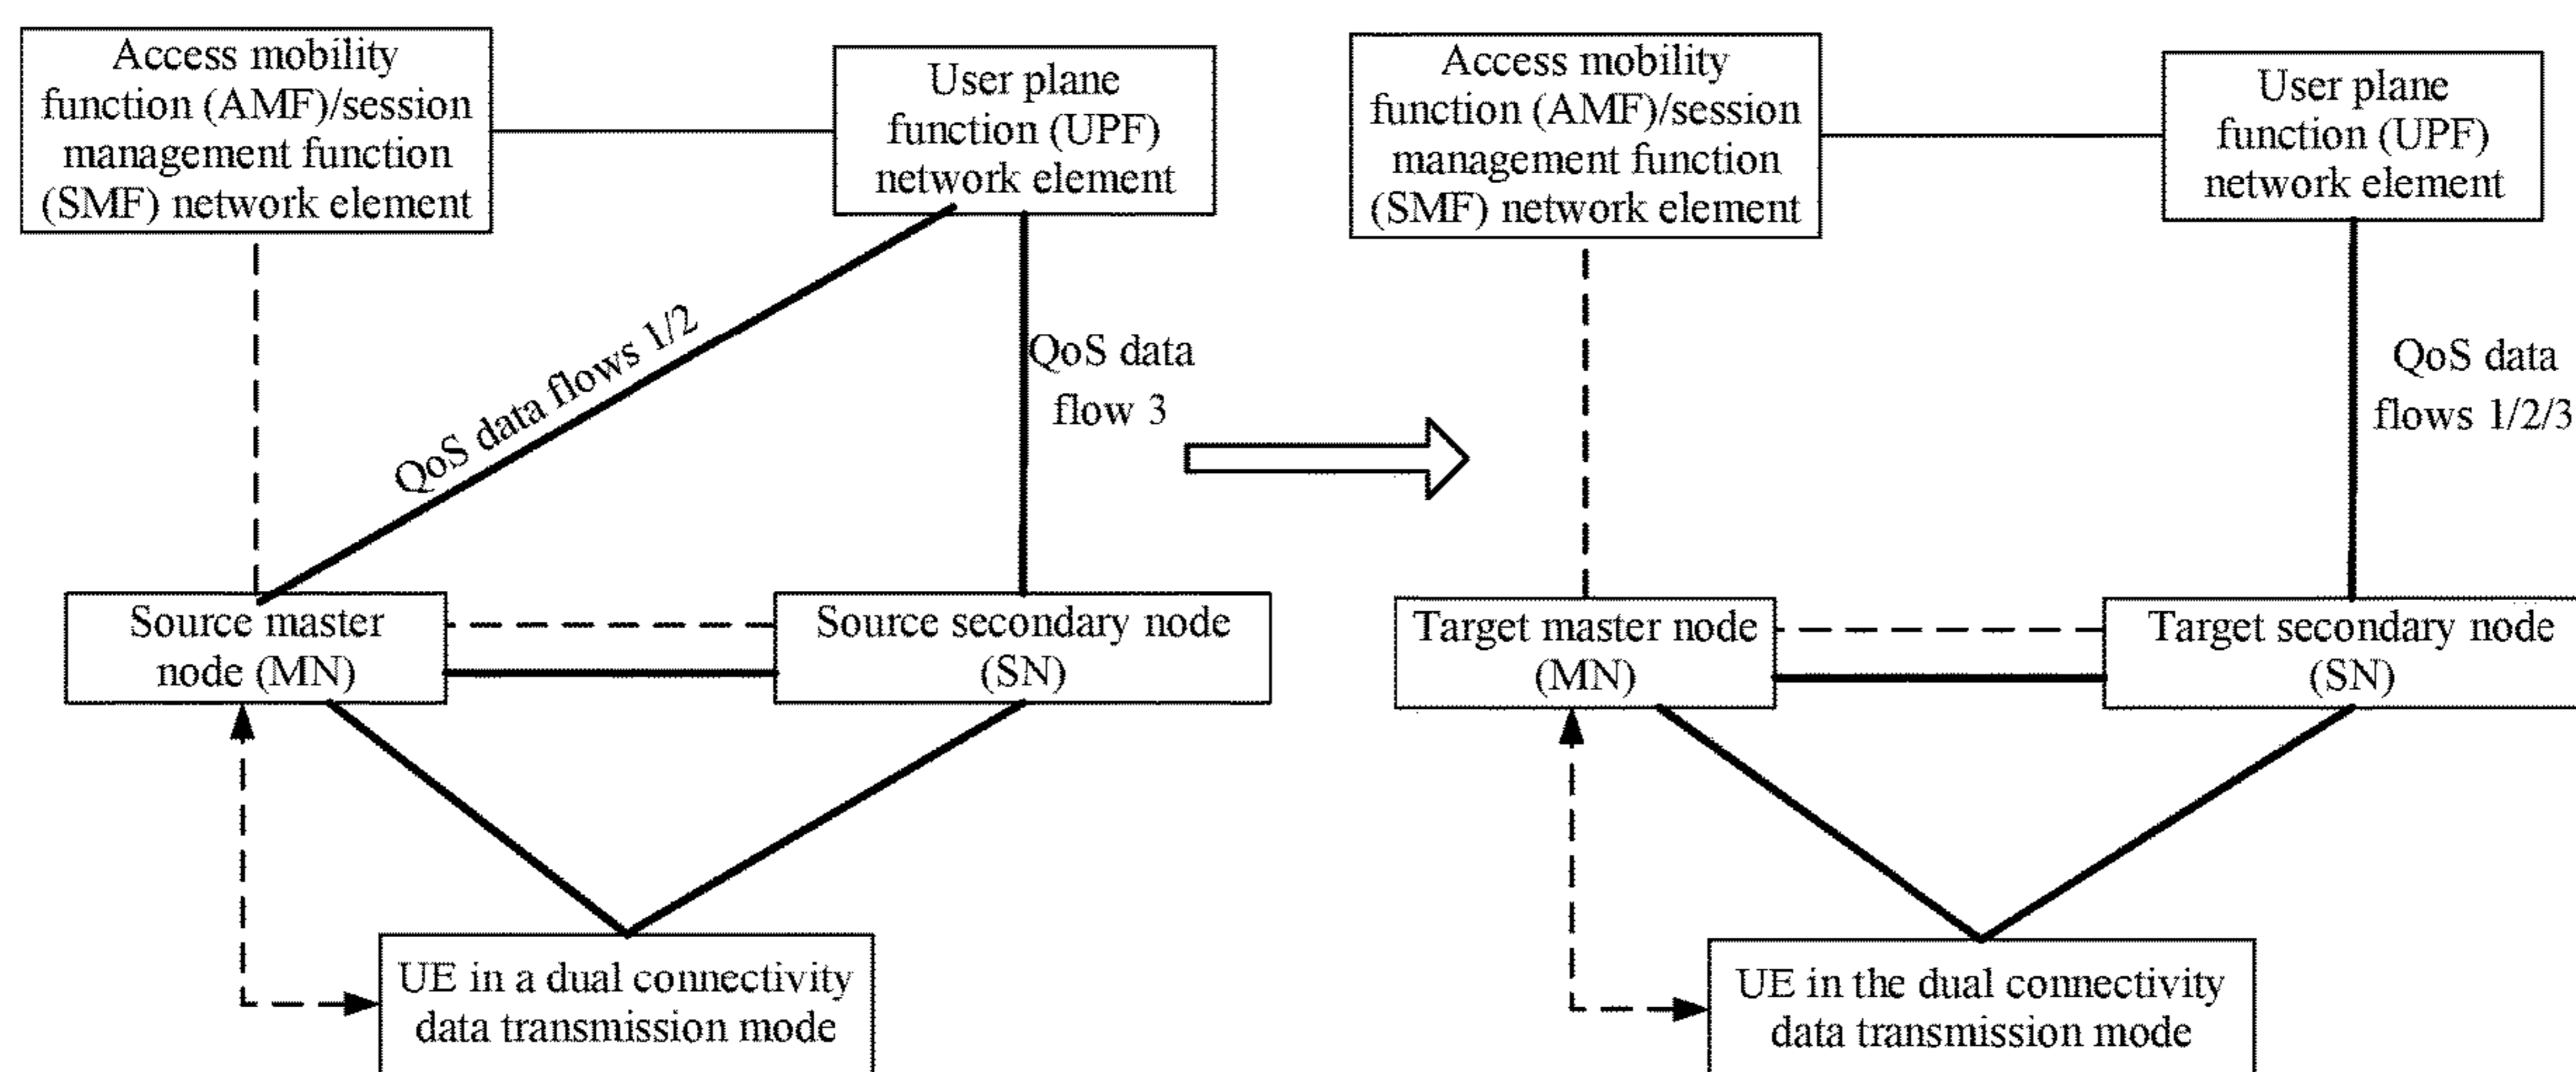 Access mobility
function (AMF)/session
management function
(SMF) network element
User plane
function (UPF)
network element
QoS data flows 1/2
QoS data
flow 3
Source master
node (MN)
Source secondary node
(SN)
UE in a dual connectivity
data transmission mode
Access mobility
function (AMF)/session
management function
(SMF) network element
User plane
function (UPF)
network element
QoS data
flows 1/2/3
Target master node
(MN)
Target secondary node
(SN)
UE in the dual connectivity
data transmission mode